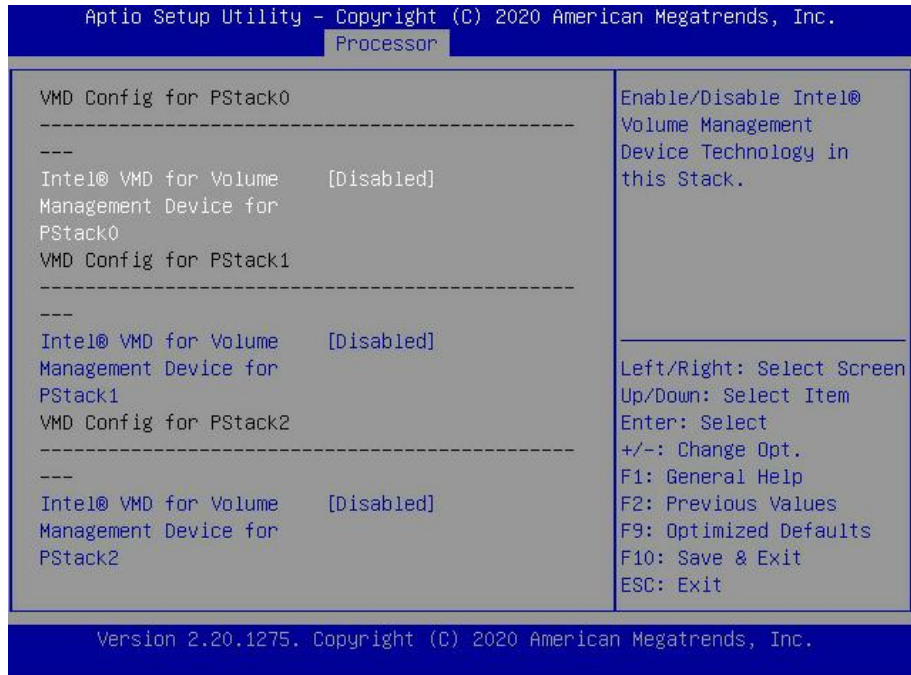 Aptio Setup Utility – Copyright (C) 2020 American Megatrends, Inc.
Processor
VMD Config for PStack0
-----------------------------------------------
---
Intel® VMD for Volume [Disabled]
Management Device for
PStack0
VMD Config for PStack1
-----------------------------------------------
---
Intel® VMD for Volume [Disabled]
Management Device for
PStack1
VMD Config for PStack2
-----------------------------------------------
---
Intel® VMD for Volume [Disabled]
Management Device for
PStack2
Enable/Disable Intel®
Volume Management
Device Technology in
this Stack.
Left/Right: Select Screen
Up/Down: Select Item
Enter: Select
+/-: Change Opt.
F1: General Help
F2: Previous Values
F9: Optimized Defaults
F10: Save & Exit
ESC: Exit
Version 2.20.1275. Copyright (C) 2020 American Megatrends, Inc.